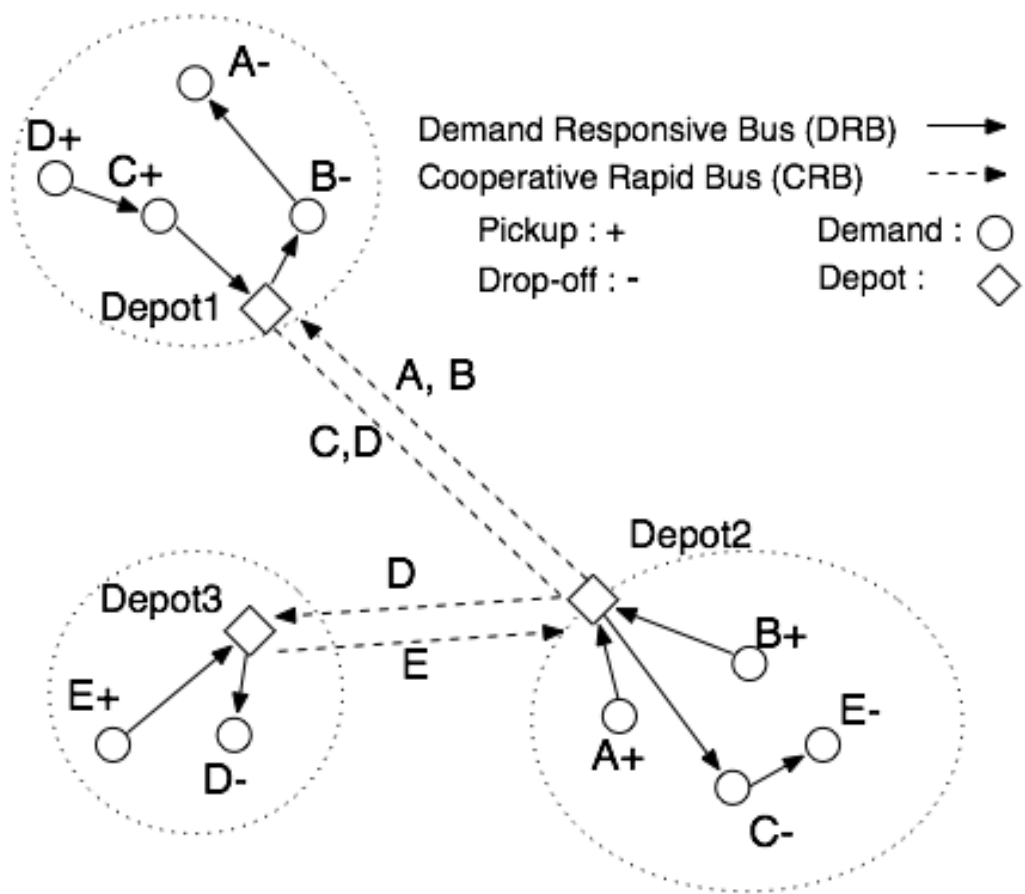 A-
D+
C+
B-
Depot1
Demand Responsive Bus (DRB)
Cooperative Rapid Bus (CRB)
Pickup : +
Demand :
Drop-off : -
Depot :
A, B
C,D
Depot2
D
Depot3
E
B+
E+
E-
A+
D-
C-